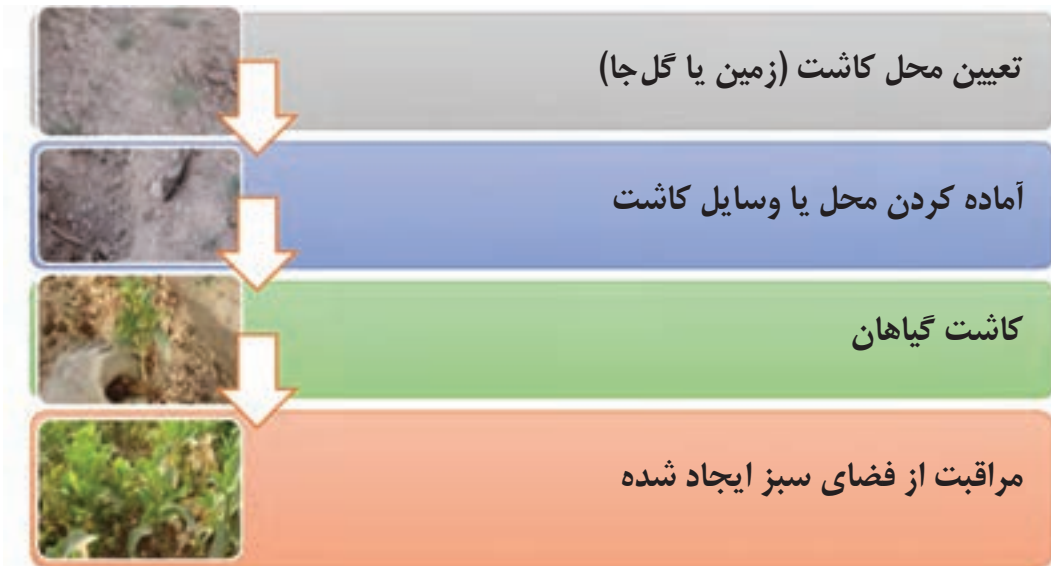 تعیین محل کاشت (زمین یا گل‌جا)
آماده کردن محل یا وسایل کاشت
کاشت گیاهان
مراقبت از فضای سبز ایجاد شده